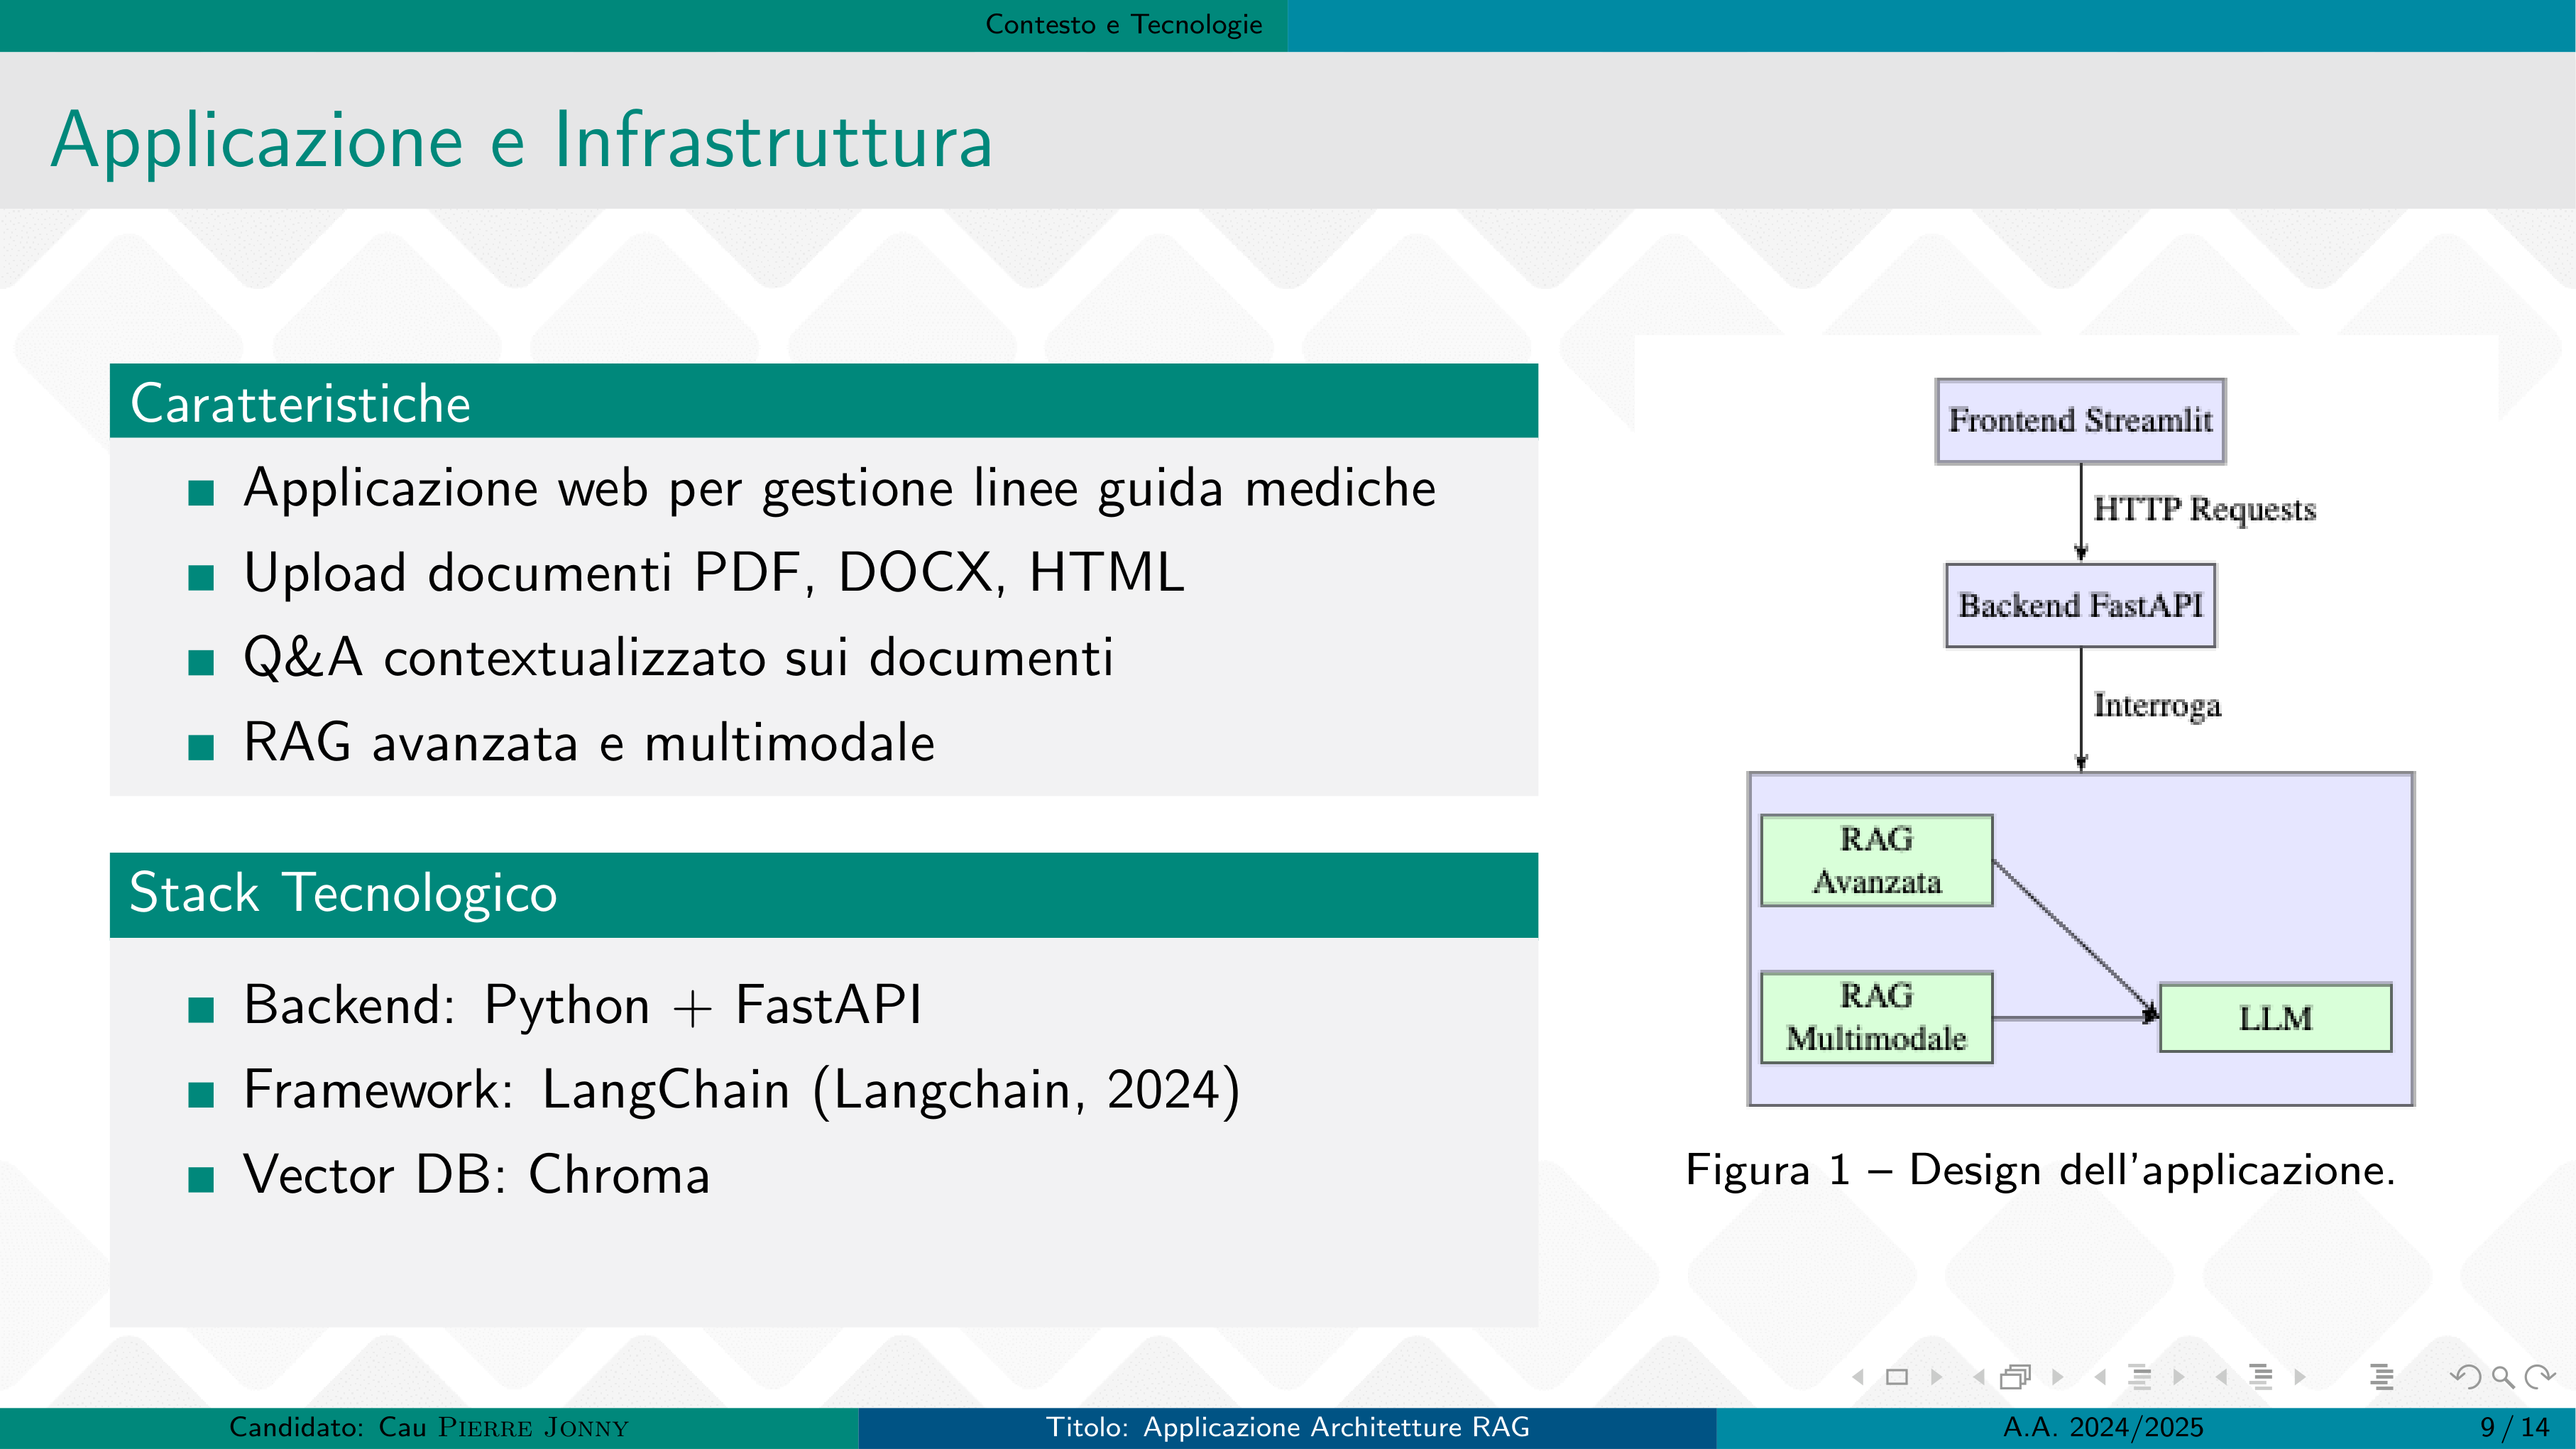 Contesto e Tecnologie
Applicazione e Infrastruttura
Caratteristiche
Applicazione web per gestione linee guida mediche
Upload documenti PDF, DOCX, HTML
Q&A contextualizzato sui documenti
RAG avanzata e multimodale
Stack Tecnologico
Backend: Python + FastAPI
Framework: LangChain (Langchain, 2024)
Vector DB: Chroma
Frontend Streamlit
HTTP Requests
Backend FastAPI
Interroga
RAG
Avanzata
RAG
Multimodale
LLM
Figura 1 – Design dell'applicazione.
Candidato: Cau Pierre Jonny
Titolo: Applicazione Architetture RAG
A.A. 2024/2025
9 / 14